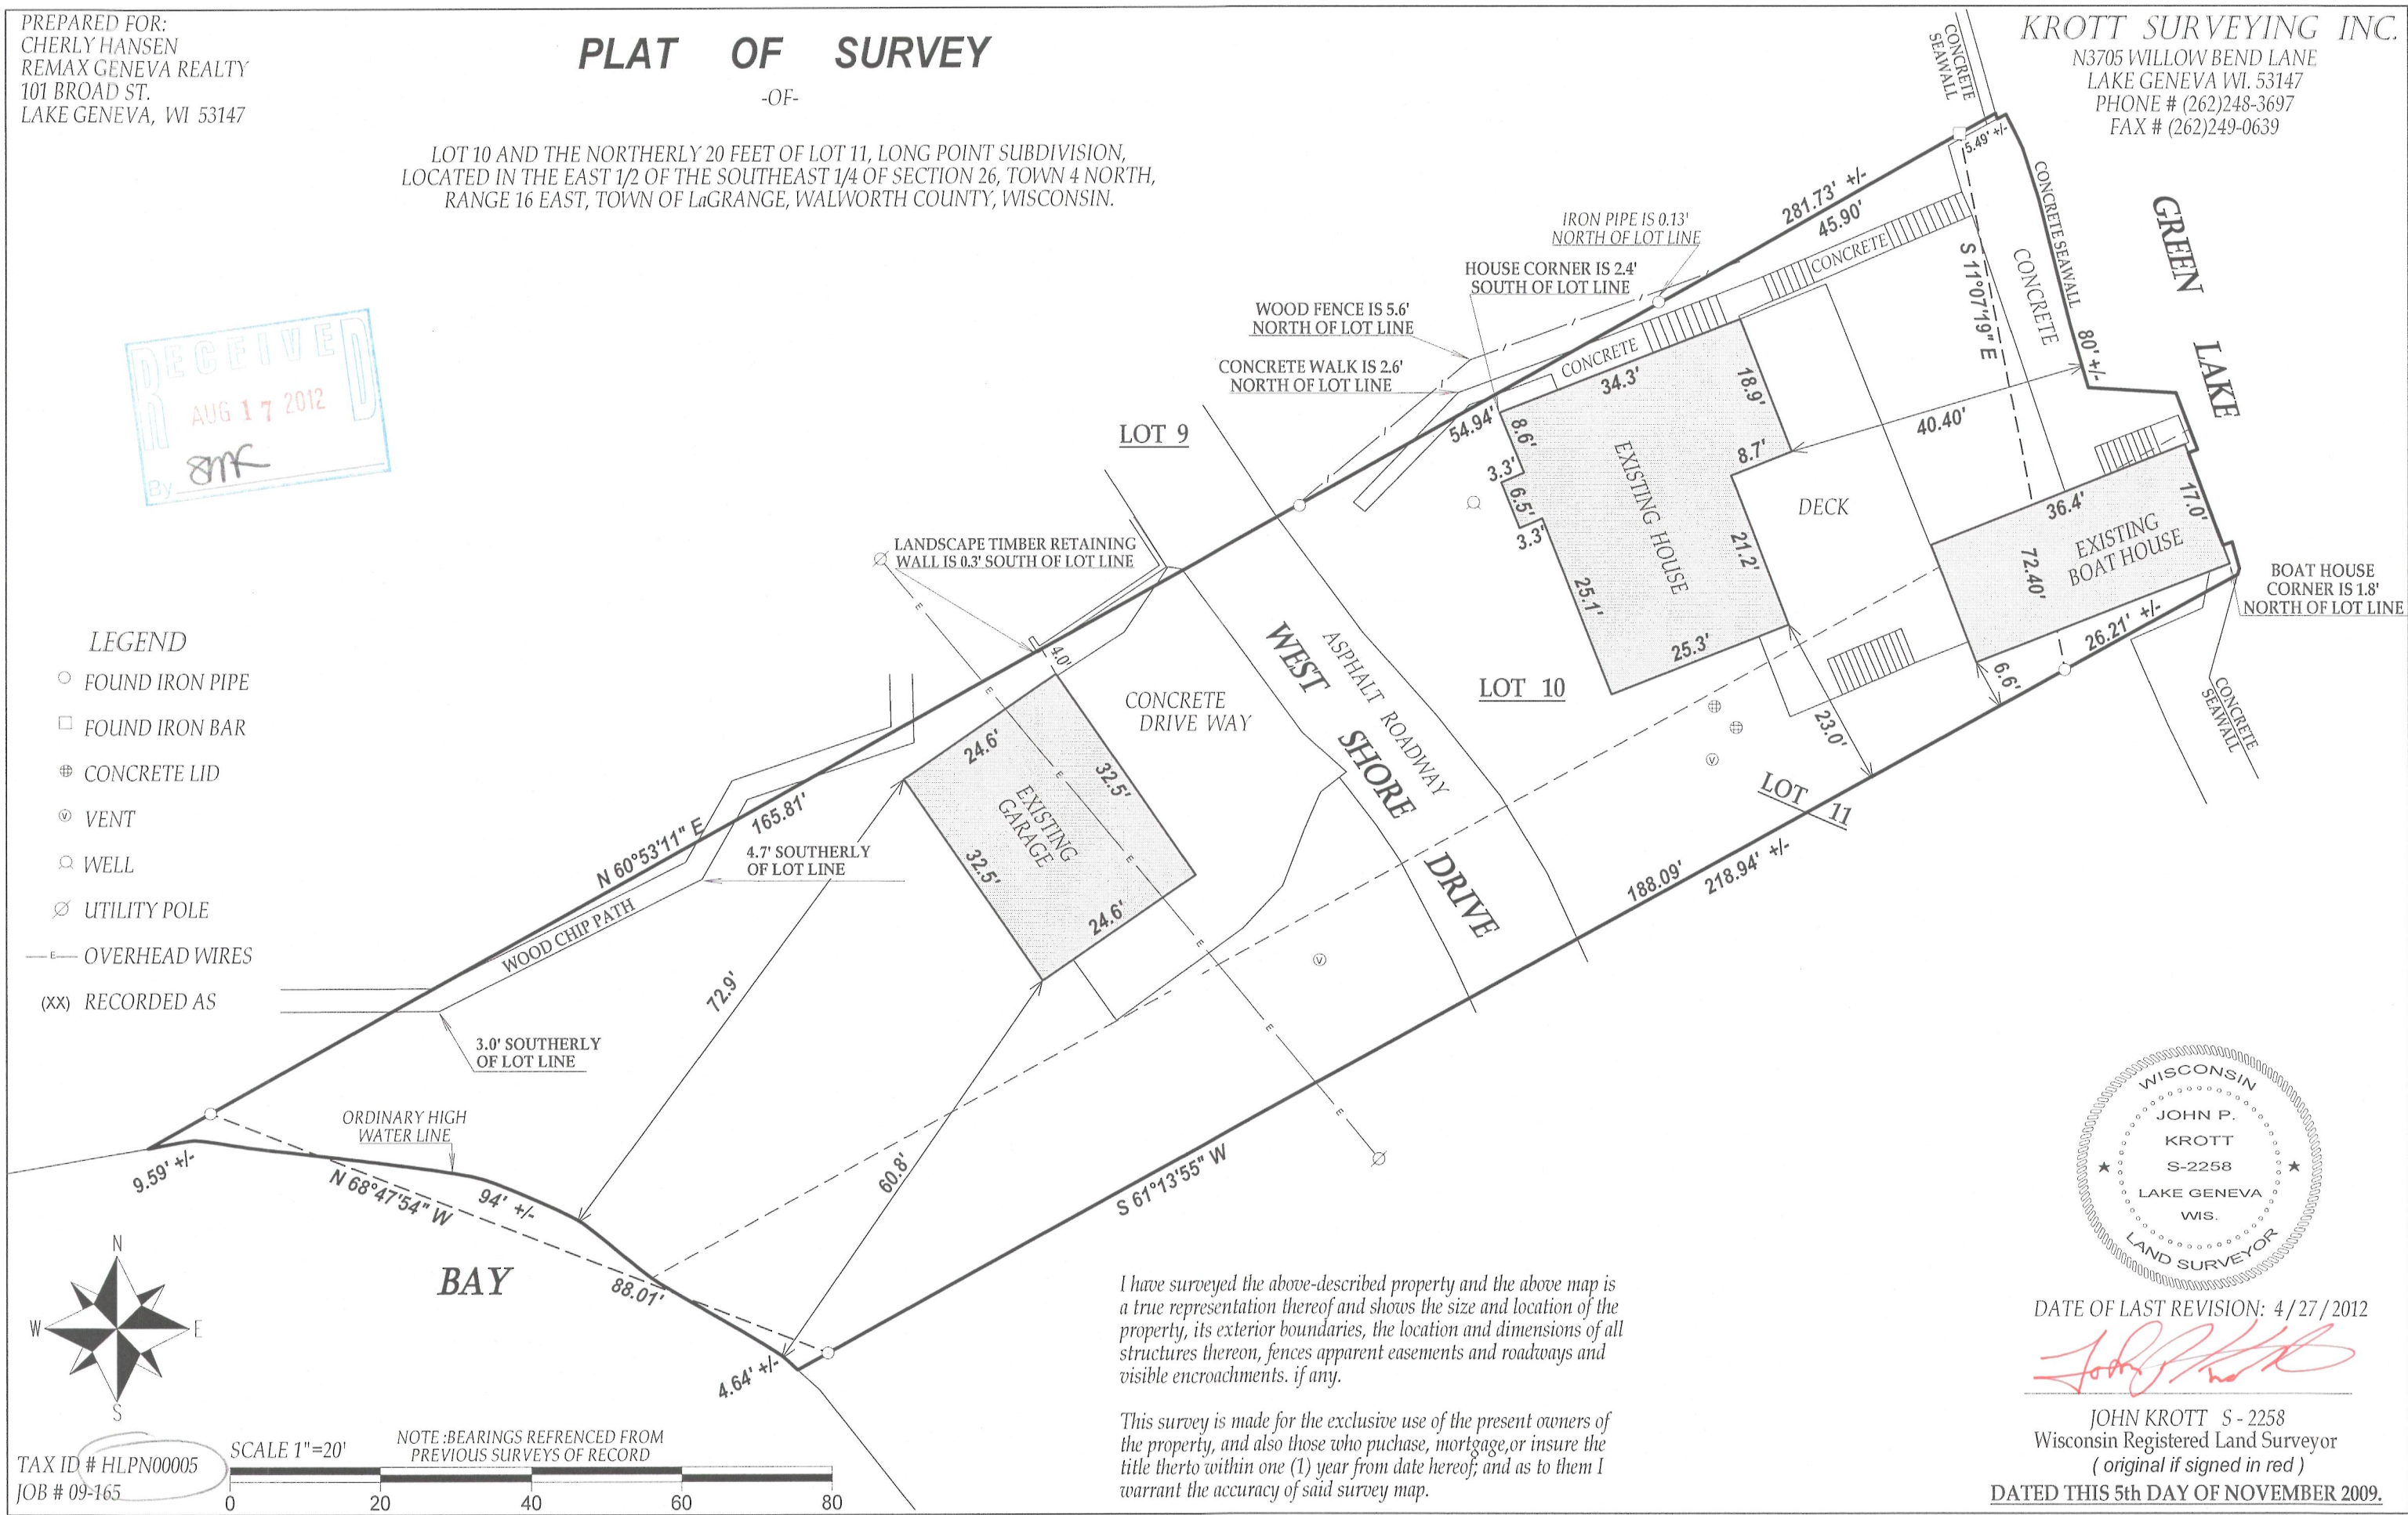 PREPARED FOR:
CHERLY HANSEN
REMAX GENEVA REALTY
101 BROAD ST.
LAKE GENEVA, WI 53147
PLAT OF SURVEY
-OF-
LOT 10 AND THE NORTHERLY 20 FEET OF LOT 11, LONG POINT SUBDIVISION,
LOCATED IN THE EAST 1/2 OF THE SOUTHEAST 1/4 OF SECTION 26, TOWN 4 NORTH,
RANGE 16 EAST, TOWN OF LaGRANGE, WALWORTH COUNTY, WISCONSIN.
KROTT SURVEYING INC.
N3705 WILLOW BEND LANE
LAKE GENEVA WI. 53147
PHONE # (262)248-3697
FAX # (262)249-0639
RECEIVED
AUG 17 2012
By SMK
CONCRETE
SEAWALL
5.49' +/-
281.73' +/-
45.90'
IRON PIPE IS 0.13'
NORTH OF LOT LINE
HOUSE CORNER IS 2.4'
SOUTH OF LOT LINE
WOOD FENCE IS 5.6'
NORTH OF LOT LINE
CONCRETE WALK IS 2.6'
NORTH OF LOT LINE
CONCRETE
CONCRETE
S 11°07'19" E
CONCRETE
CONCRETE SEAWALL
80' +/-
GREEN
LAKE
LOT 9
54.94'
34.3'
18.9'
8.6'
3.3'
6.5'
3.3'
8.7'
40.40'
EXISTING HOUSE
DECK
21.2'
25.1'
25.3'
36.4'
17.0'
72.40'
EXISTING
BOAT HOUSE
BOAT HOUSE
CORNER IS 1.8'
NORTH OF LOT LINE
26.21' +/-
6.6'
23.0'
CONCRETE
SEAWALL
LANDSCAPE TIMBER RETAINING
WALL IS 0.3' SOUTH OF LOT LINE
E
4.0'
E
CONCRETE
DRIVE WAY
WEST
SHORE
DRIVE
ASPHALT ROADWAY
LOT 10
LOT 11
188.09'
218.94' +/-
24.6'
32.5'
E
EXISTING
GARAGE
32.5'
24.6'
E
E
E
E
N 60°53'11" E
165.81'
4.7' SOUTHERLY
OF LOT LINE
WOOD CHIP PATH
3.0' SOUTHERLY
OF LOT LINE
72.9'
60.8'
S 61°13'55" W
LEGEND
FOUND IRON PIPE
FOUND IRON BAR
CONCRETE LID
V VENT
WELL
UTILITY POLE
E OVERHEAD WIRES
(XX) RECORDED AS
V
V
ORDINARY HIGH
WATER LINE
9.59' +/-
N 68°47'54" W
94' +/-
88.01'
4.64' +/-
BAY
N
W
E
S
TAX ID # HLPN00005
JOB # 09-165
SCALE 1"=20'
NOTE :BEARINGS REFRENCED FROM
PREVIOUS SURVEYS OF RECORD
0 20 40 60 80
I have surveyed the above-described property and the above map is
a true representation thereof and shows the size and location of the
property, its exterior boundaries, the location and dimensions of all
structures thereon, fences apparent easements and roadways and
visible encroachments. if any.
This survey is made for the exclusive use of the present owners of
the property, and also those who puchase, mortgage,or insure the
title therto within one (1) year from date hereof; and as to them I
warrant the accuracy of said survey map.
WISCONSIN
JOHN P.
KROTT
S-2258
LAKE GENEVA
WIS.
LAND SURVEYOR
DATE OF LAST REVISION: 4/27/2012
JOHN KROTT S - 2258
Wisconsin Registered Land Surveyor
( original if signed in red )
DATED THIS 5th DAY OF NOVEMBER 2009.